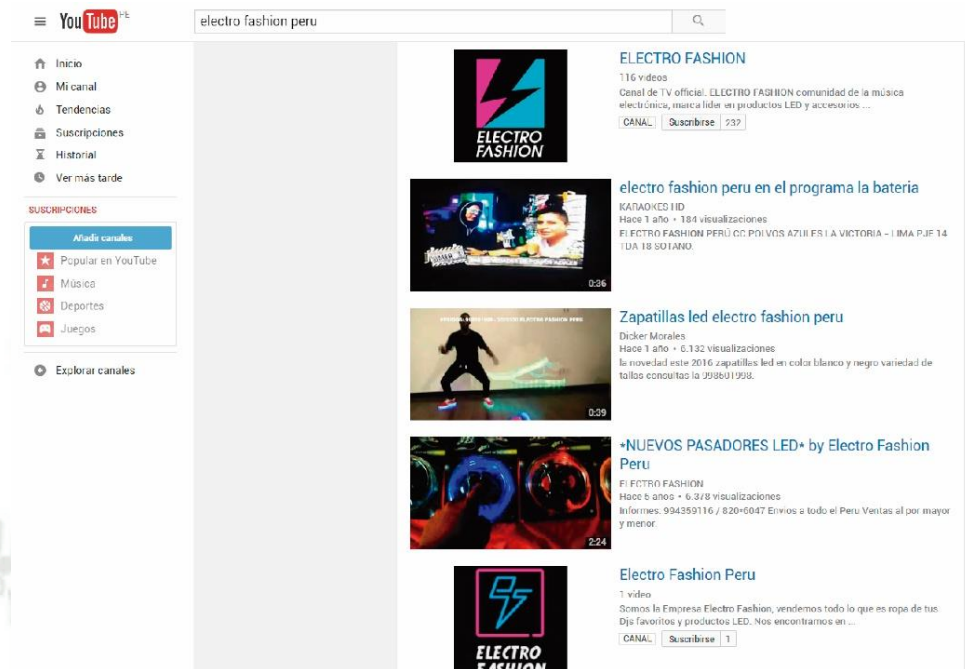 YouTube PE
electro fashion peru
Inicio
Mi canal
Tendencias
Suscripciones
Historial
Ver más tarde
SUSCRIPCIONES
Añadir canales
Popular en YouTube
Música
Deportes
Juegos
Explorar canales
ELECTRO
FASHION
ELECTRO FASHION
116 videos
Canal de TV official. ELECTRO FASHION comunidad de la música
electrónica, marca lider en productos LED y accesorios ...
CANAL Suscribirse 232
0:36
electro fashion peru en el programa la bateria
KARAOKES HD
Hace 1 año • 184 visualizaciones
ELECTRO FASHION PERÚ CC POLVOS AZULES LA VICTORIA - LIMA PJE 14
TDA 18 SOTANO.
0:39
Zapatillas led electro fashion peru
Dicker Morales
Hace 1 año • 6.132 visualizaciones
la novedad este 2016 zapatillas led en color blanco y negro variedad de
tallas consultas la 998601998.
2:24
*NUEVOS PASADORES LED* by Electro Fashion
Peru
ELECTRO FASHION
Hace 5 años • 6.378 visualizaciones
Informes: 994359116 / 820*6047 Envios a todo el Peru Ventas al por mayor
y menor.
ELECTRO
FASHION
Electro Fashion Peru
1 video
Somos la Empresa Electro Fashion, vendemos todo lo que es ropa de tus
Djs favoritos y productos LED. Nos encontramos en ...
CANAL Suscribirse 1